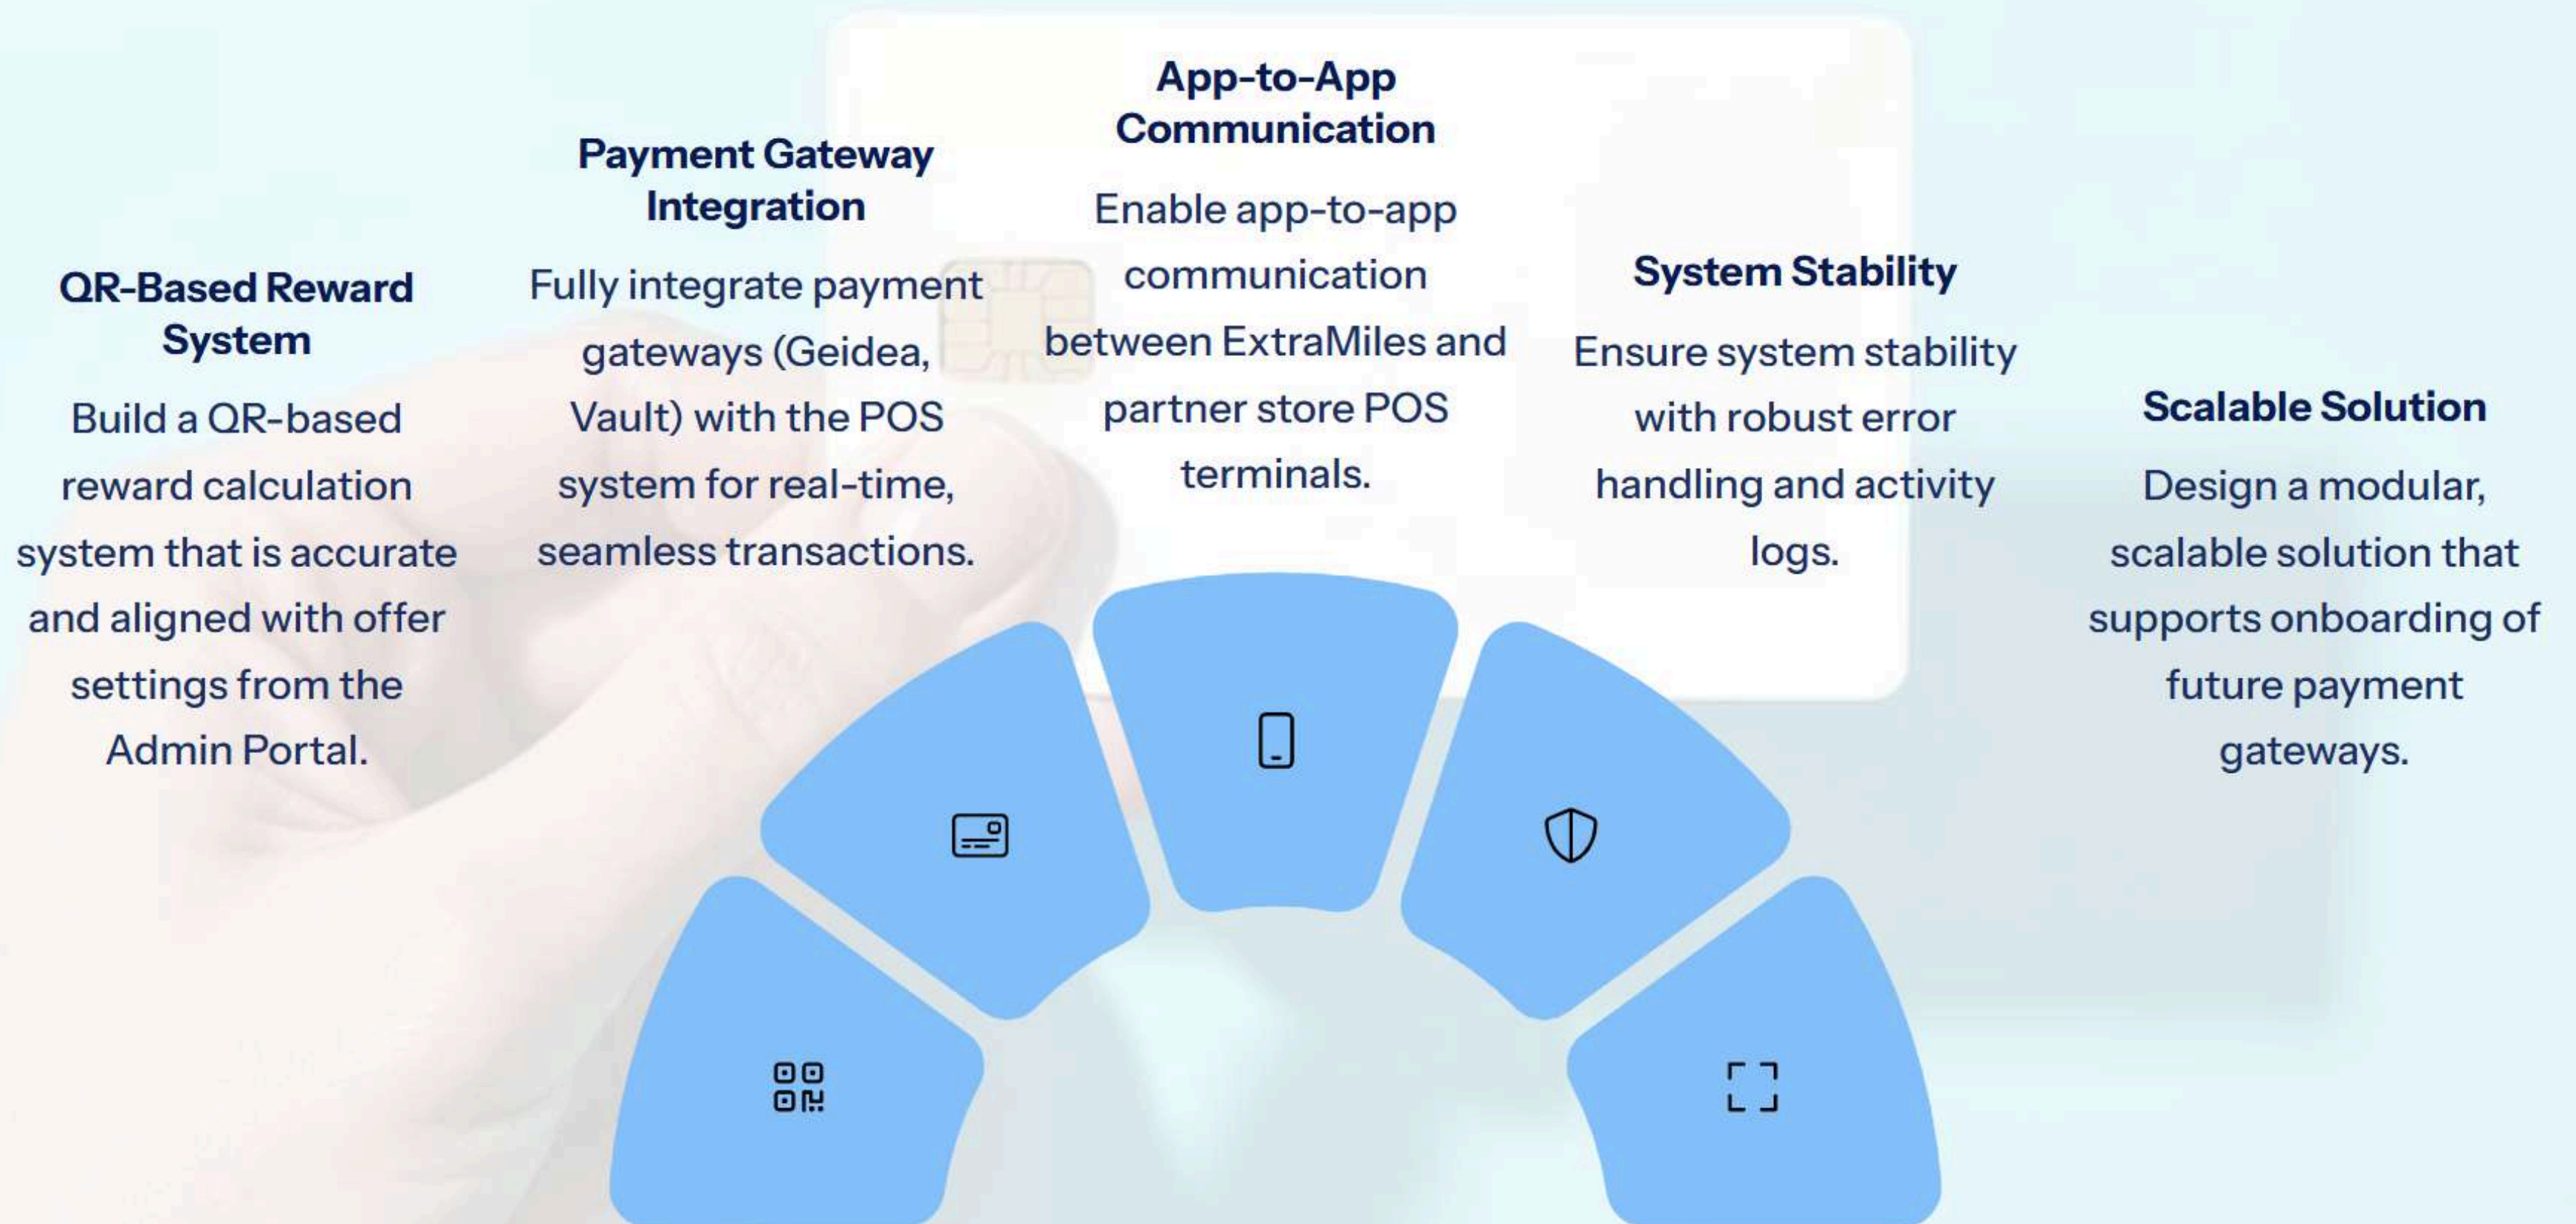 QR-Based Reward
System
Build a QR-based
reward calculation
system that is accurate
and aligned with offer
settings from the
Admin Portal.
Payment Gateway
Integration
Fully integrate payment
gateways (Geidea,
Vault) with the POS
system for real-time,
seamless transactions.
App-to-App
Communication
Enable app-to-app
communication
between ExtraMiles and
partner store POS
terminals.
System Stability
Ensure system stability
with robust error
handling and activity
logs.
Scalable Solution
Design a modular,
scalable solution that
supports onboarding of
future payment
gateways.